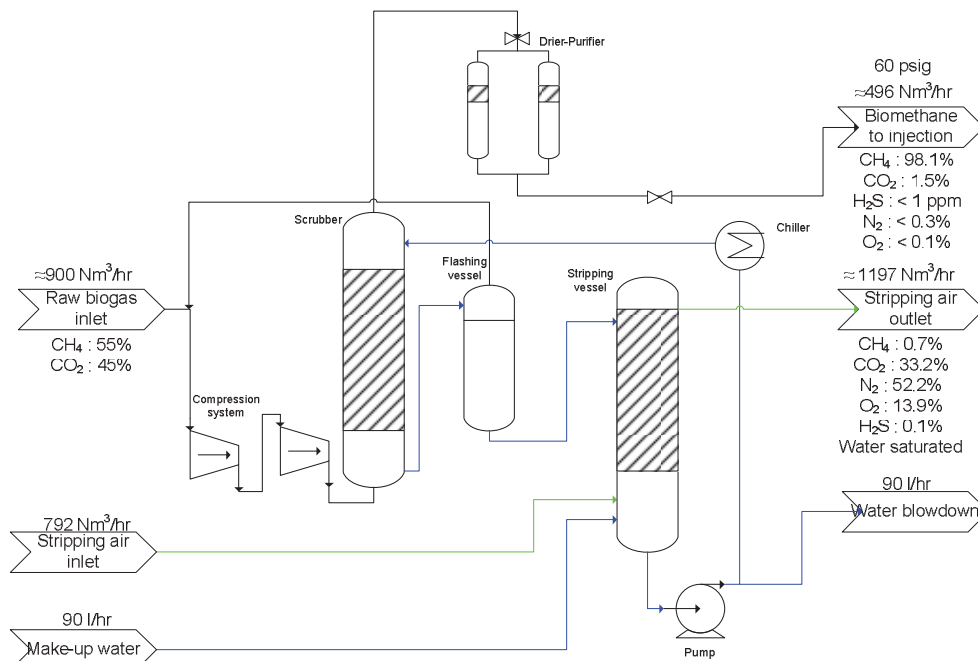 Drier-Purifier
60 psig
≈496 Nm³/hr
Biomethane
to injection
CH₄ : 98.1%
CO₂ : 1.5%
H₂S : < 1 ppm
N₂ : < 0.3%
O₂ : < 0.1%
Scrubber
Chiller
Flashing
vessel
Stripping
vessel
≈900 Nm³/hr
Raw biogas
inlet
CH₄ : 55%
CO₂ : 45%
≈1197 Nm³/hr
Stripping air
outlet
CH₄ : 0.7%
CO₂ : 33.2%
N₂ : 52.2%
O₂ : 13.9%
H₂S : 0.1%
Water saturated
Compression
system
90 l/hr
Water blowdown
792 Nm³/hr
Stripping air
inlet
90 l/hr
Make-up water
Pump